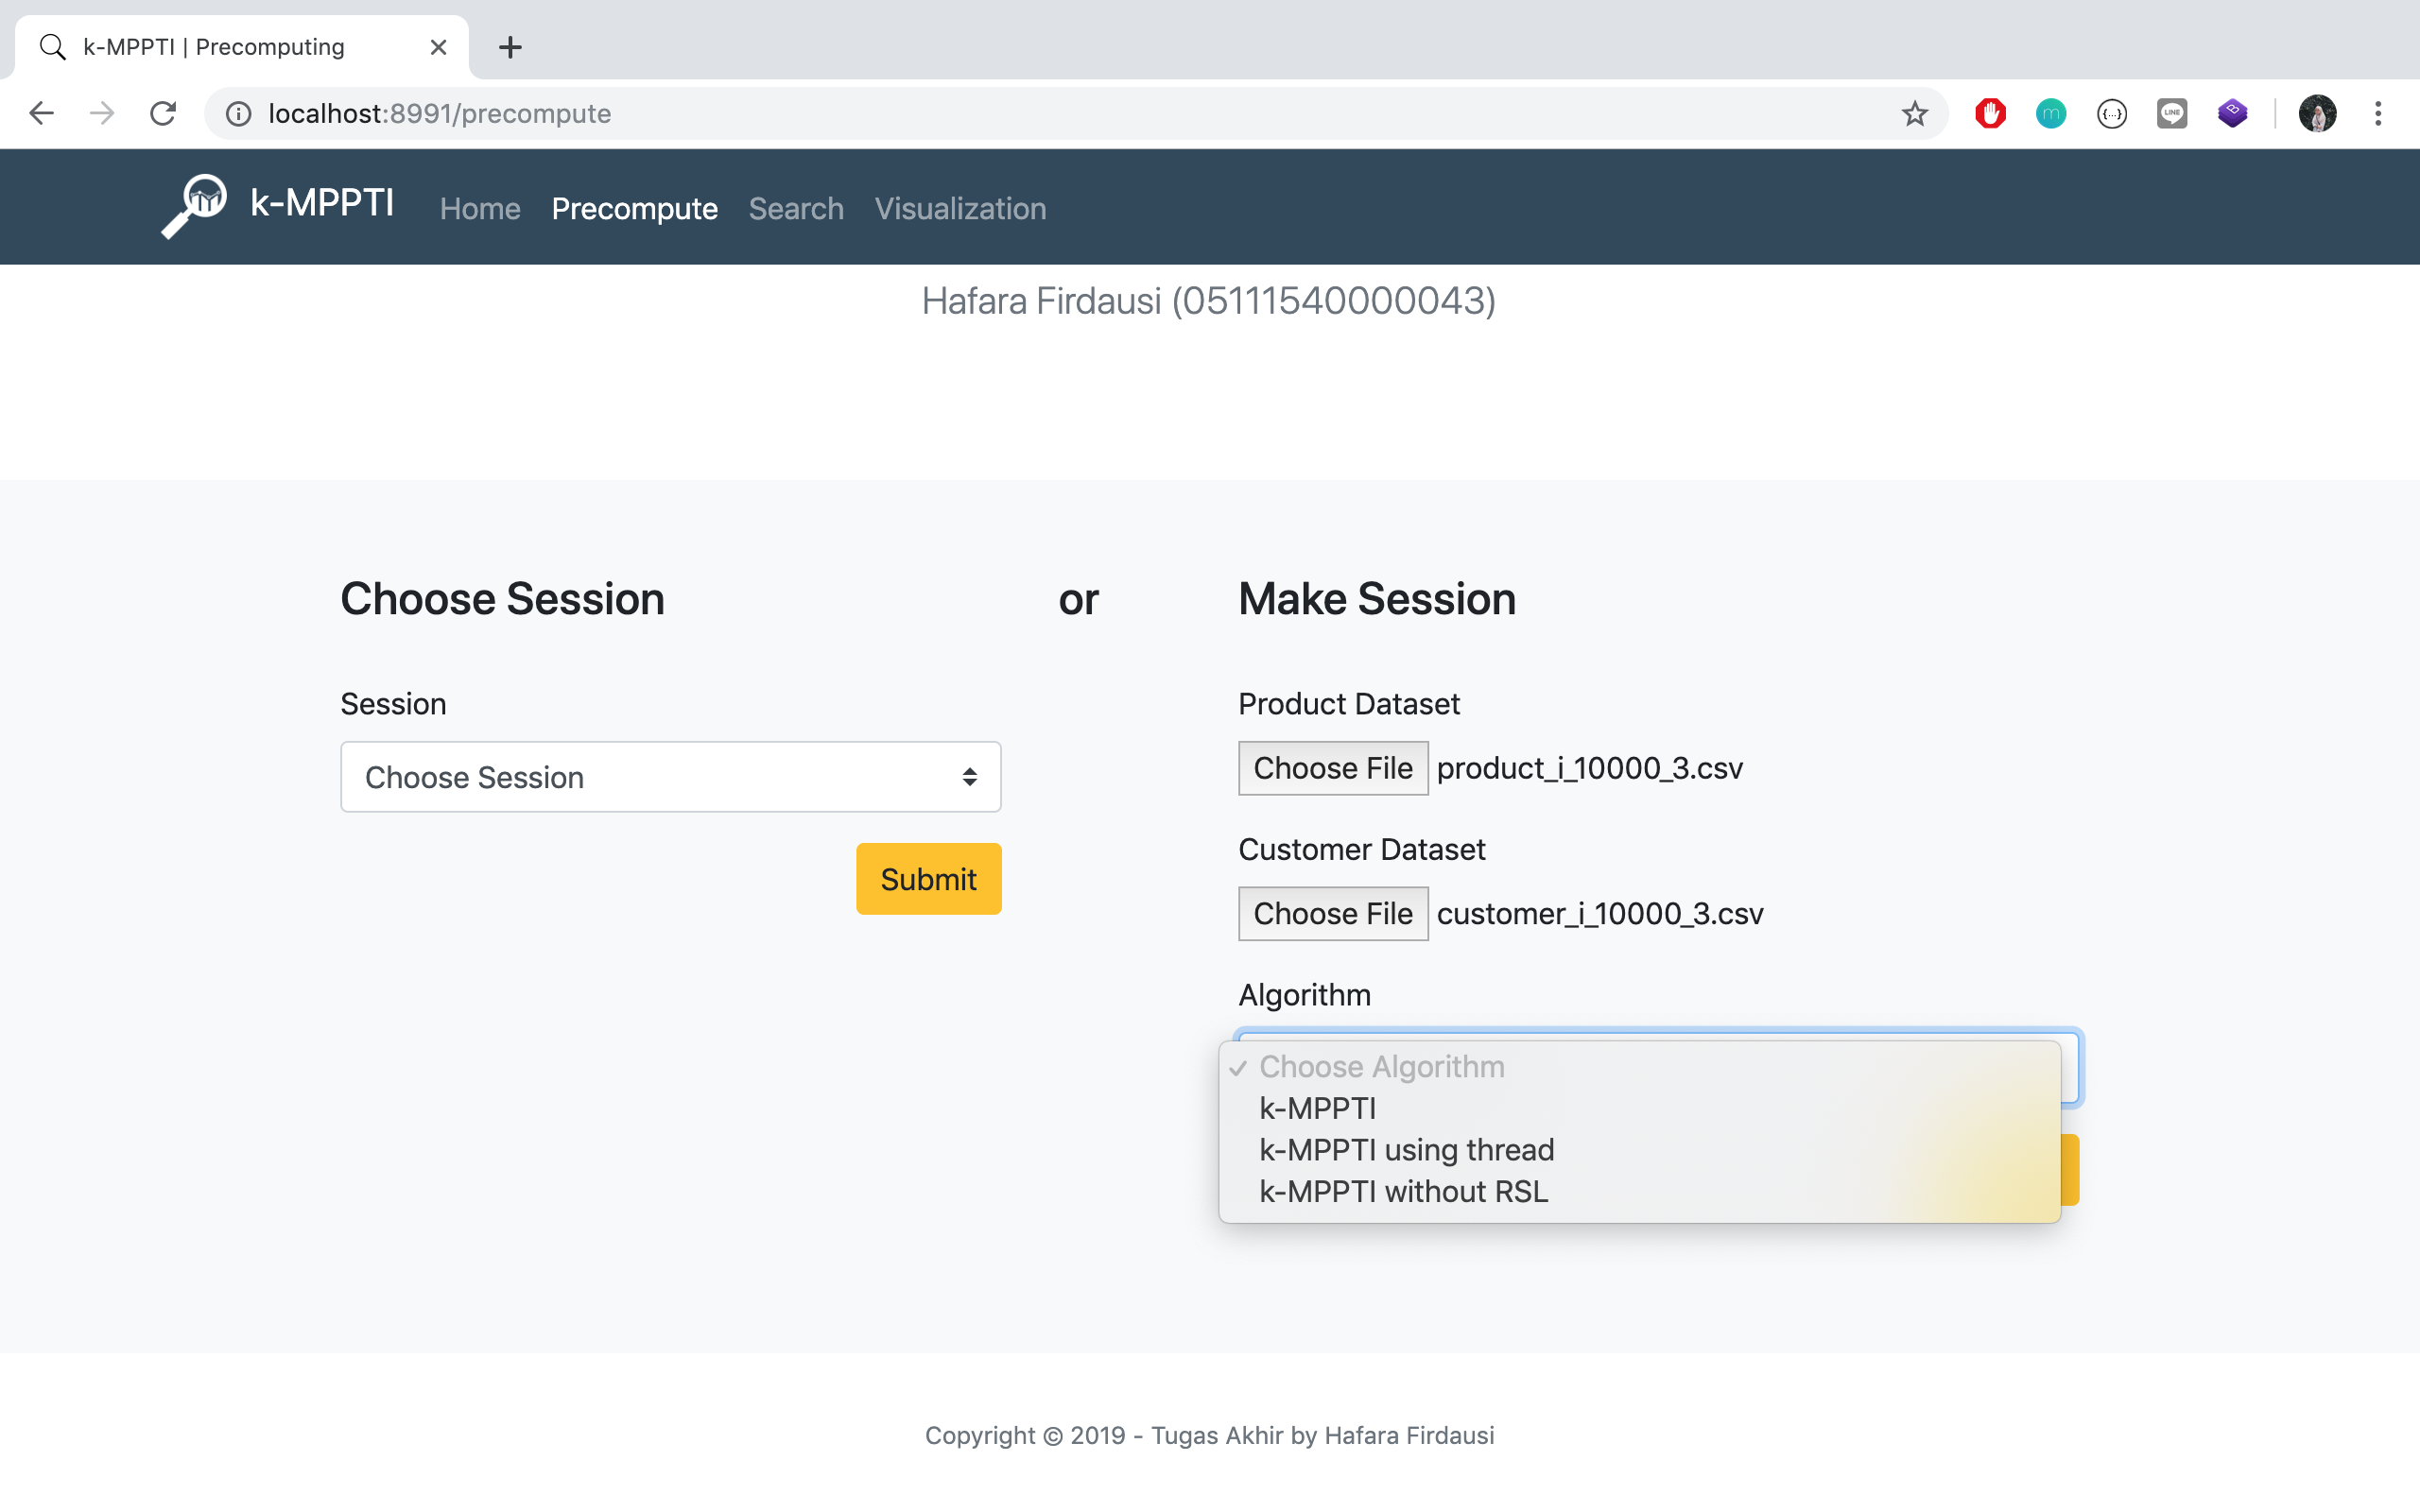 k-MPPTI | Precomputing
localhost:8991/precompute
k-MPPTI Home Precompute Search Visualization
Hafara Firdausi (05111540000043)
Choose Session or Make Session
Session
Choose Session
Submit
Product Dataset
Choose File product_i_10000_3.csv
Customer Dataset
Choose File customer_i_10000_3.csv
Algorithm
Choose Algorithm
k-MPPTI
k-MPPTI using thread
k-MPPTI without RSL
Copyright © 2019 - Tugas Akhir by Hafara Firdausi